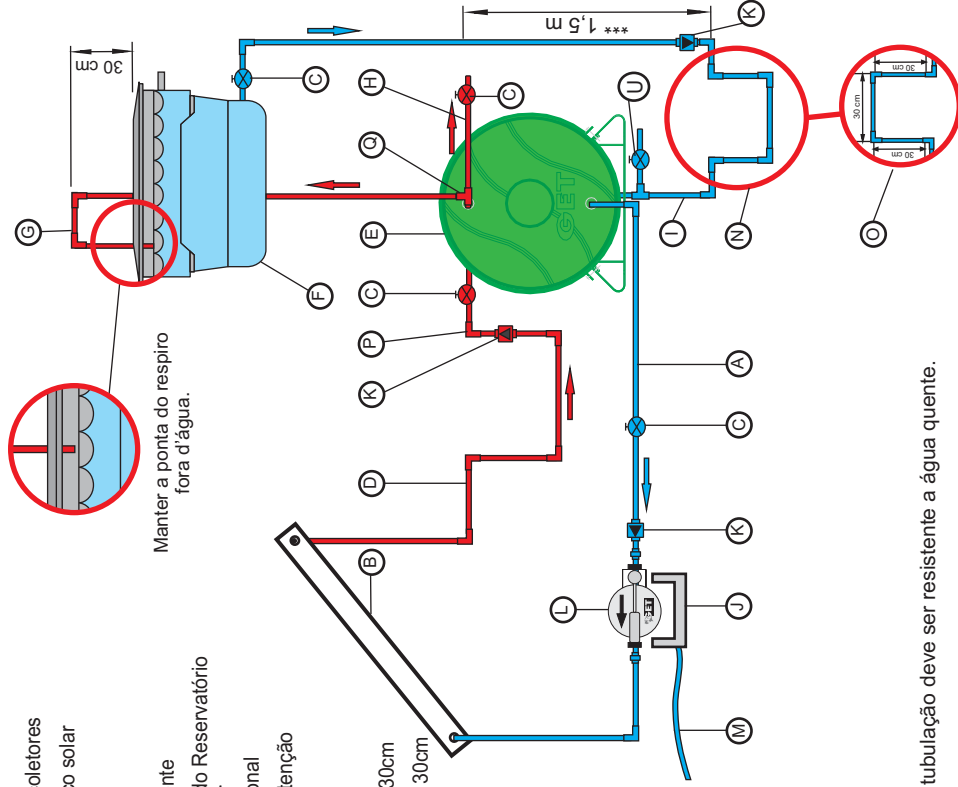 oletores
o solar
nte
do Reservatório
onal
tenção
30cm
30cm
Manter a ponta do respiro
fora d'água.
G
30 cm
F
C
H
Q
E
C
P
K
D
B
L
*** 1,5 m
K
C
U
GET
I
N
30 cm
30 cm
30 cm
O
A
C
K
J
M
GET
tubulação deve ser resistente a água quente.